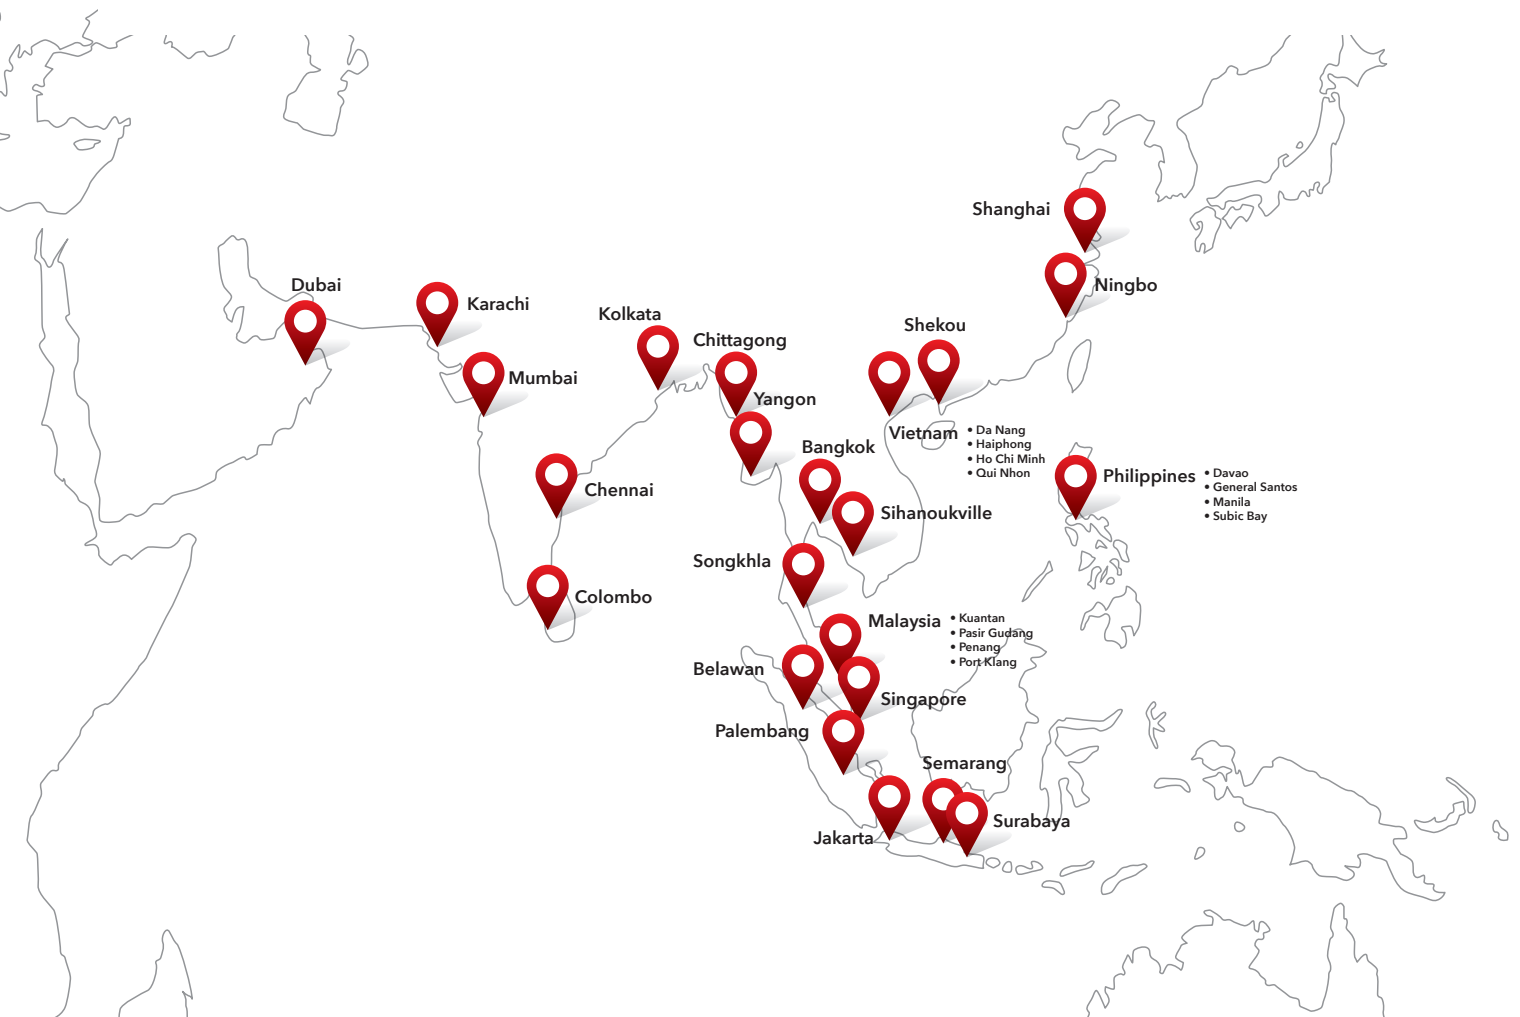 Shanghai
Dubai
Ningbo
Karachi
Kolkata
Shekou
Chittagong
Mumbai
Yangon
Vietnam
• Da Nang
• Haiphong
• Ho Chi Minh
• Qui Nhon
Bangkok
Philippines
• Davao
• General Santos
• Manila
• Subic Bay
Chennai
Sihanoukville
Songkhla
Colombo
Malaysia
• Kuantan
• Pasir Gudang
• Penang
• Port Klang
Belawan
Singapore
Palembang
Semarang
Surabaya
Jakarta